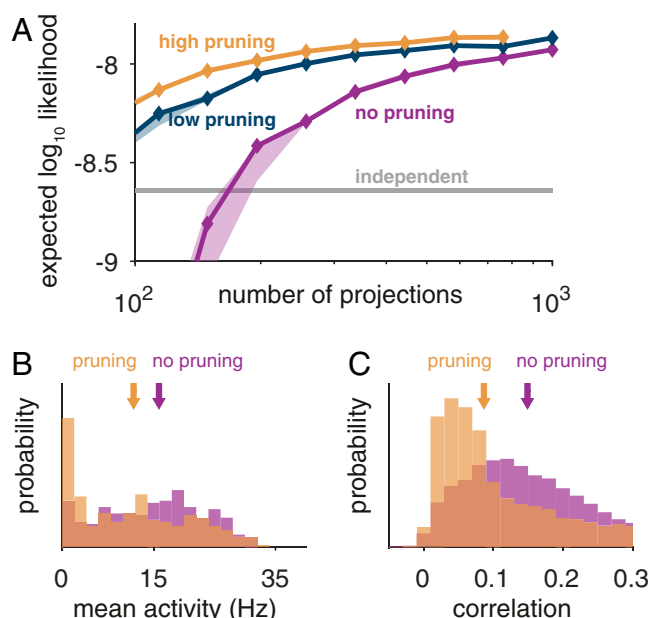 A
expected log10 likelihood
-8
-8.5
-9
high pruning
low pruning
no pruning
independent
10^2
number of projections
10^3
B
pruning
no pruning
probability
0
15
35
mean activity (Hz)
C
pruning
no pruning
probability
0
0.1
0.2
0.3
correlation